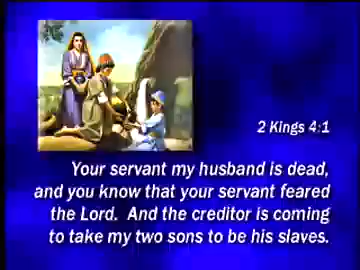 2 Kings 4:1
Your servant my husband is dead,
and you know that your servant feared
the Lord.  And the creditor is coming
to take my two sons to be his slaves.